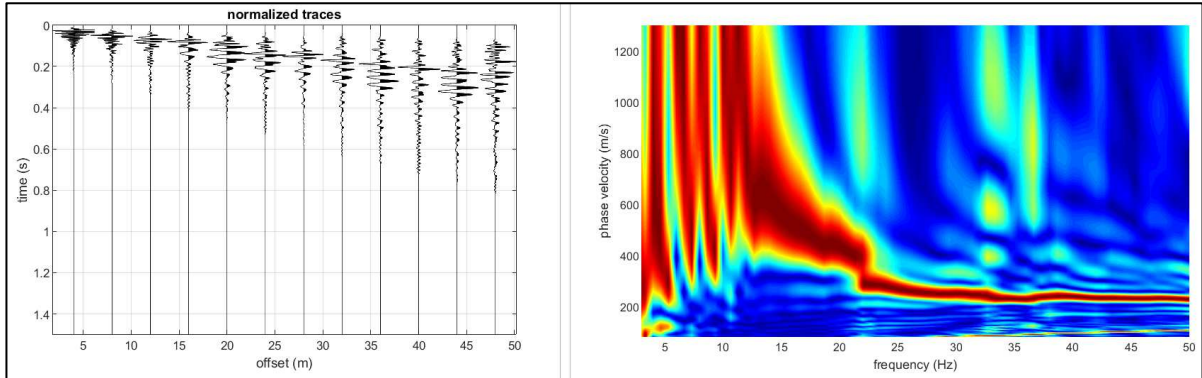 normalized traces
0
0.2
0.4
0.6
0.8
1
1.2
1.4
time (s)
5 10 15 20 25 30 35 40 45 50
offset (m)
1200
1000
800
600
400
200
phase velocity (m/s)
5 10 15 20 25 30 35 40 45 50
frequency (Hz)